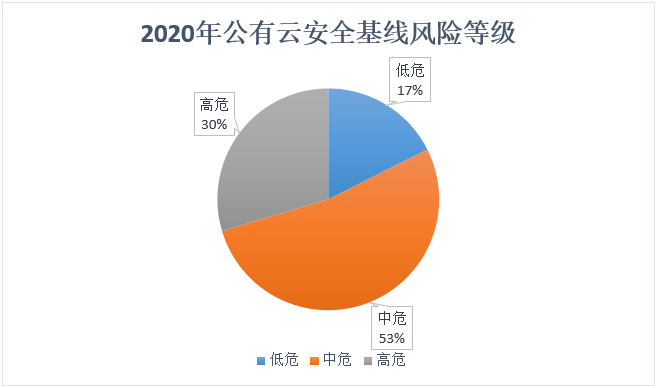 2020年公有云安全基线风险等级
低危
17%
高危
30%
中危
53%
低危 中危 高危